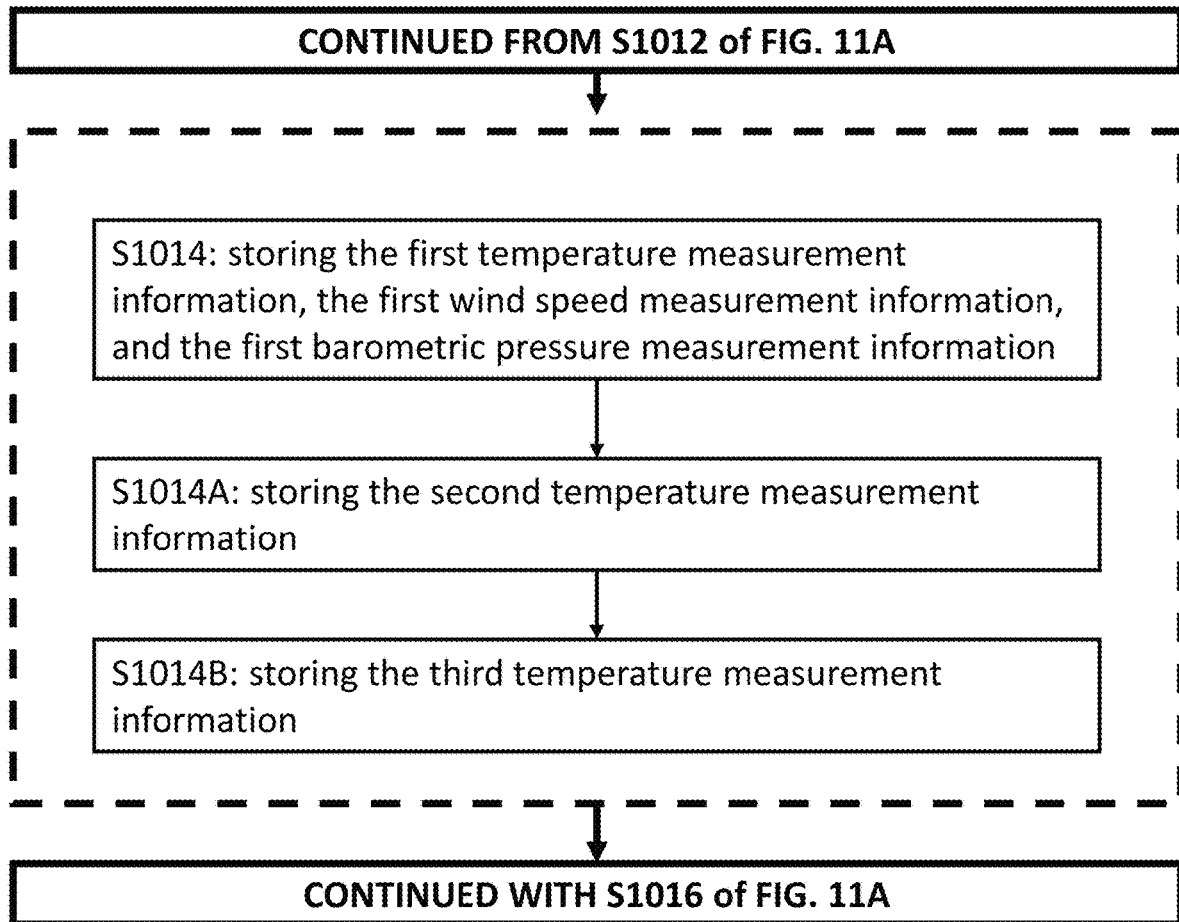 CONTINUED FROM S1012 of FIG. 11A
S1014: storing the first temperature measurement
information, the first wind speed measurement information,
and the first barometric pressure measurement information
S1014A: storing the second temperature measurement
information
S1014B: storing the third temperature measurement
information
CONTINUED WITH S1016 of FIG. 11A